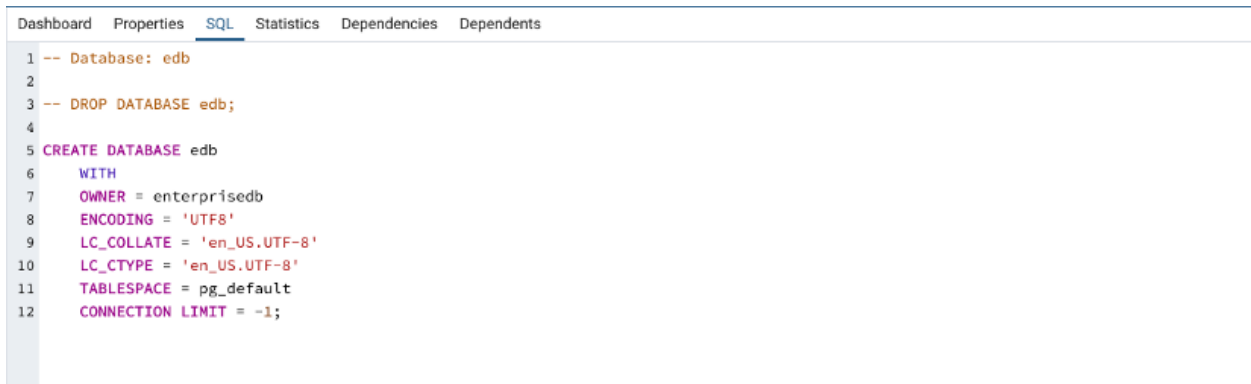 Dashboard Properties SQL Statistics Dependencies Dependents
1 -- Database: edb
2
3 -- DROP DATABASE edb;
4
5 CREATE DATABASE edb
6     WITH
7     OWNER = enterprisedb
8     ENCODING = 'UTF8'
9     LC_COLLATE = 'en_US.UTF-8'
10     LC_CTYPE = 'en_US.UTF-8'
11     TABLESPACE = pg_default
12     CONNECTION LIMIT = -1;